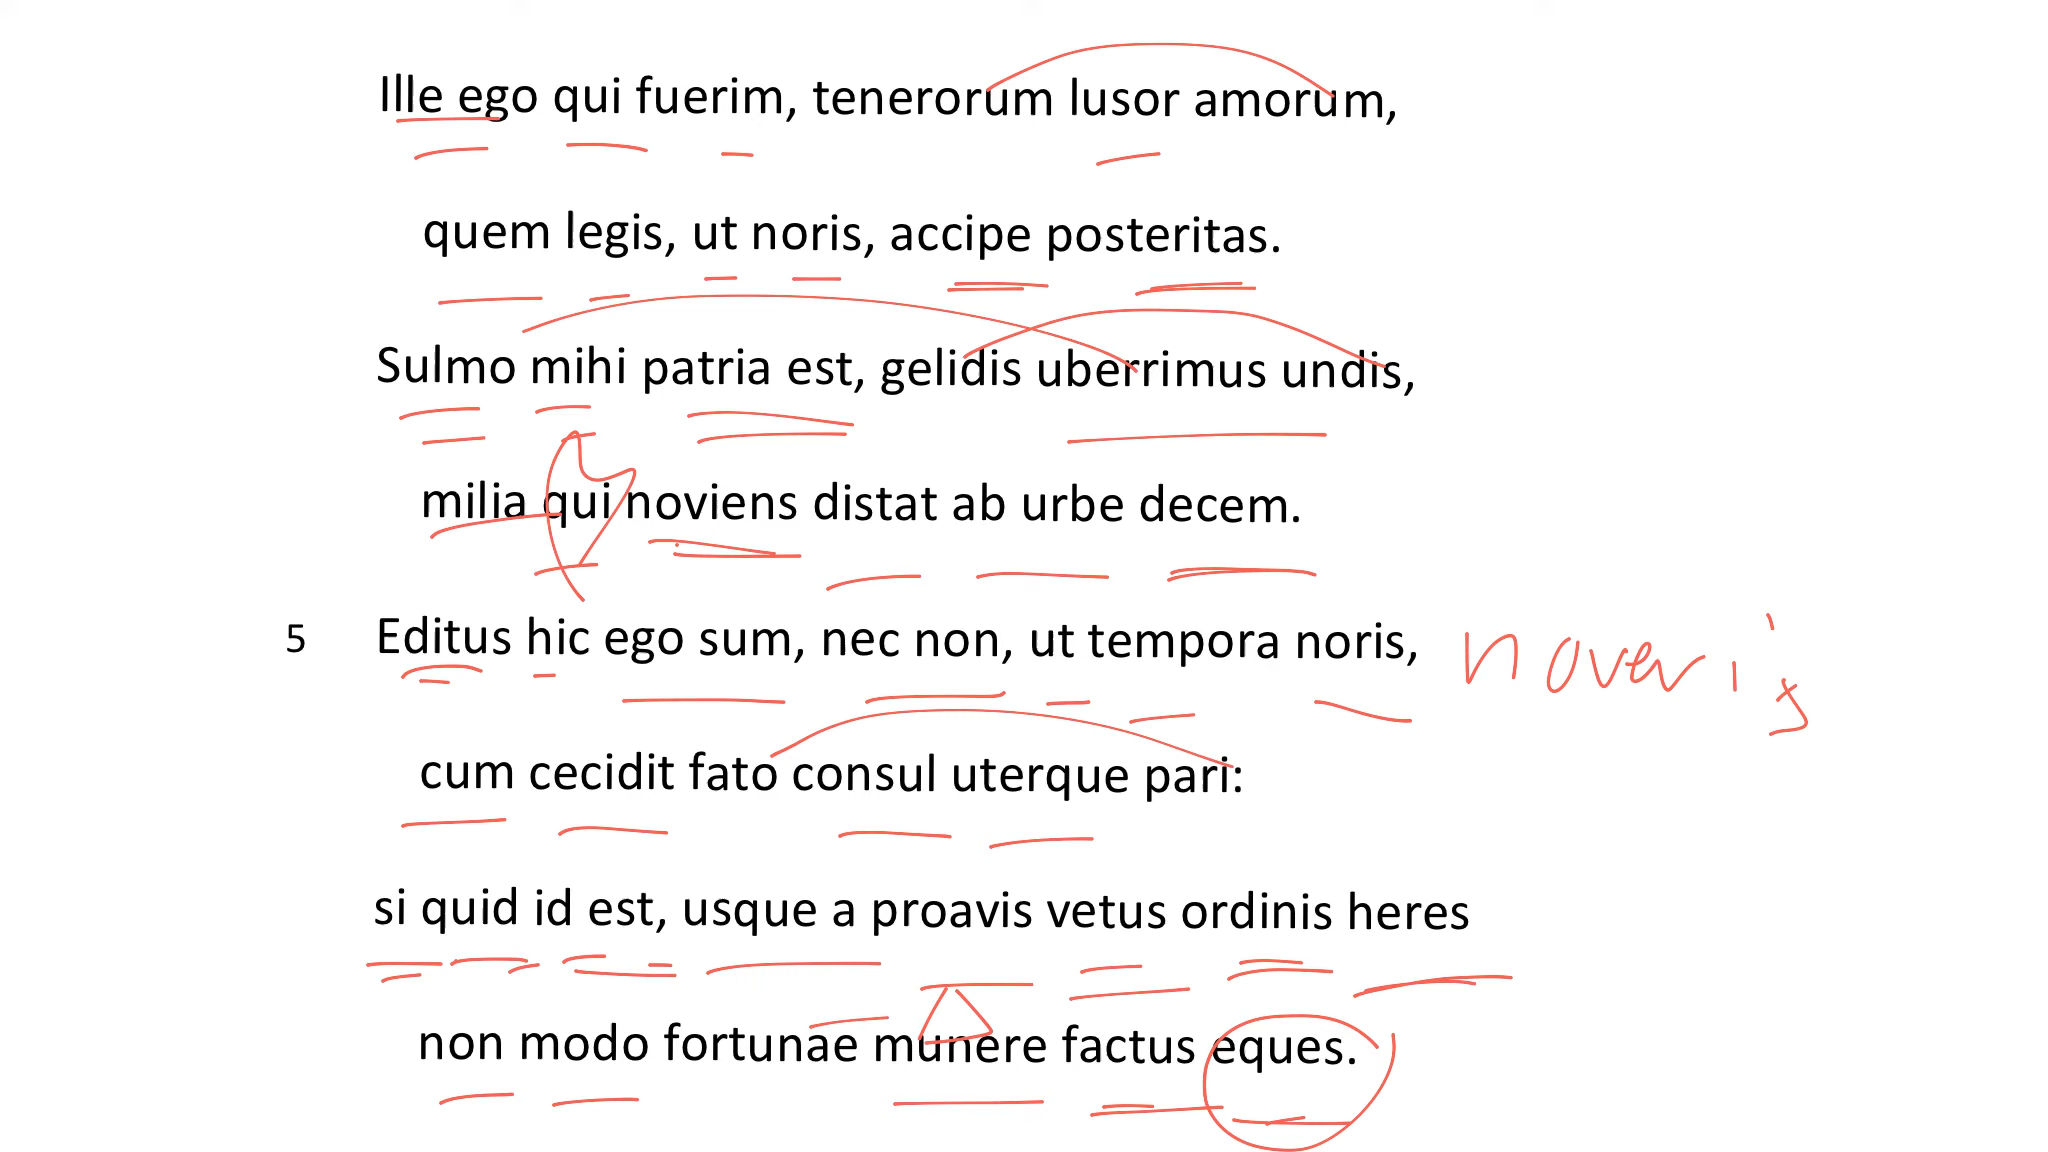 Ille ego qui fuerim, tenerorum lusor amorum,
quem legis, ut noris, accipe posteritas.
Sulmo mihi patria est, gelidis uberrimus undis,
milia qui noviens distat ab urbe decem.
5 Editus hic ego sum, nec non, ut tempora noris, noveris
cum cecidit fato consul uterque pari:
si quid id est, usque a proavis vetus ordinis heres
non modo fortunae munere factus eques.